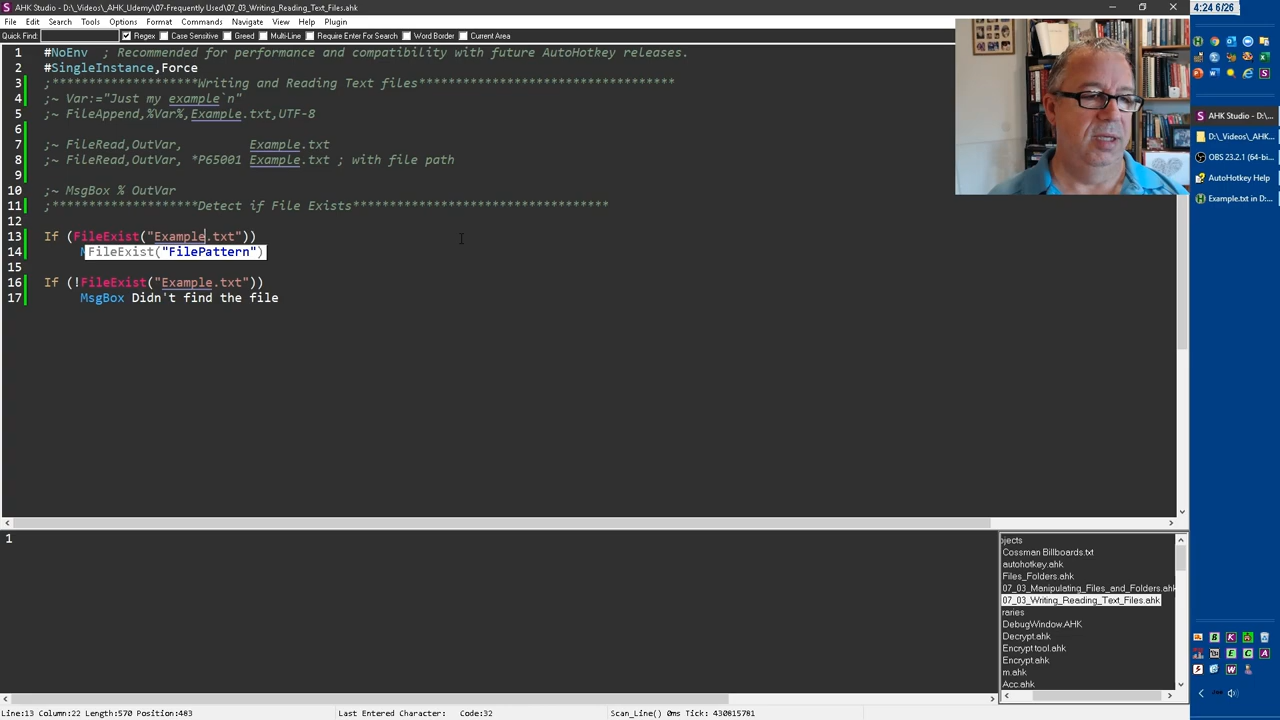 AHK Studio - D:\_Videos\_AHK_Udemy\07-Frequently Used\07_03_Writing_Reading_Text_Files.ahk
4:24 6/26
File Edit Search Tools Options Format Commands Navigate View Help Plugin
Quick Find: Regex Case Sensitive Greed Multi-Line Require Enter For Search Word Border Current Area
1 #NoEnv ; Recommended for performance and compatibility with future AutoHotkey releases.
2 #SingleInstance,Force
3 ;********************Writing and Reading Text files***********************************
4 ;~ Var:="Just my example`n"
5 ;~ FileAppend,%Var%,Example.txt,UTF-8
6
7 ;~ FileRead,OutVar, Example.txt
8 ;~ FileRead,OutVar, *P65001 Example.txt ; with file path
9
10 ;~ MsgBox % OutVar
11 ;********************Detect if File Exists***********************************
12
13 If (FileExist("Example.txt"))
14 M
FileExist("FilePattern")
15
16 If (!FileExist("Example.txt"))
17 MsgBox Didn't find the file
1
AHK Studio - D:\...
D:\_Videos\_AHK...
OBS 23.2.1 (64-bi...
AutoHotkey Help
Example.txt in D:...
ojects
Cossman Billboards.txt
autohotkey.ahk
Files_Folders.ahk
07_03_Manipulating_Files_and_Folders.ahk
07_03_Writing_Reading_Text_Files.ahk
raries
DebugWindow.AHK
Decrypt.ahk
Encrypt tool.ahk
Encrypt.ahk
m.ahk
Acc.ahk
Line:13 Column:22 Length:570 Position:483 Last Entered Character: Code:32 Scan_Line() 0ms Tick: 430815781